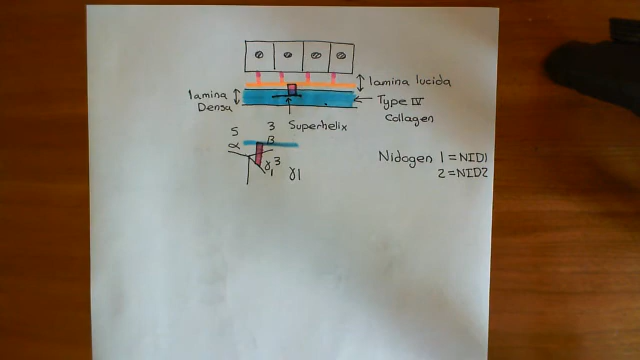 lamina lucida
lamina
Densa
Type IV
Collagen
Superhelix
5 3
α β
3
γ1
γ1
Nidogen 1 = NID1
2 = NID2